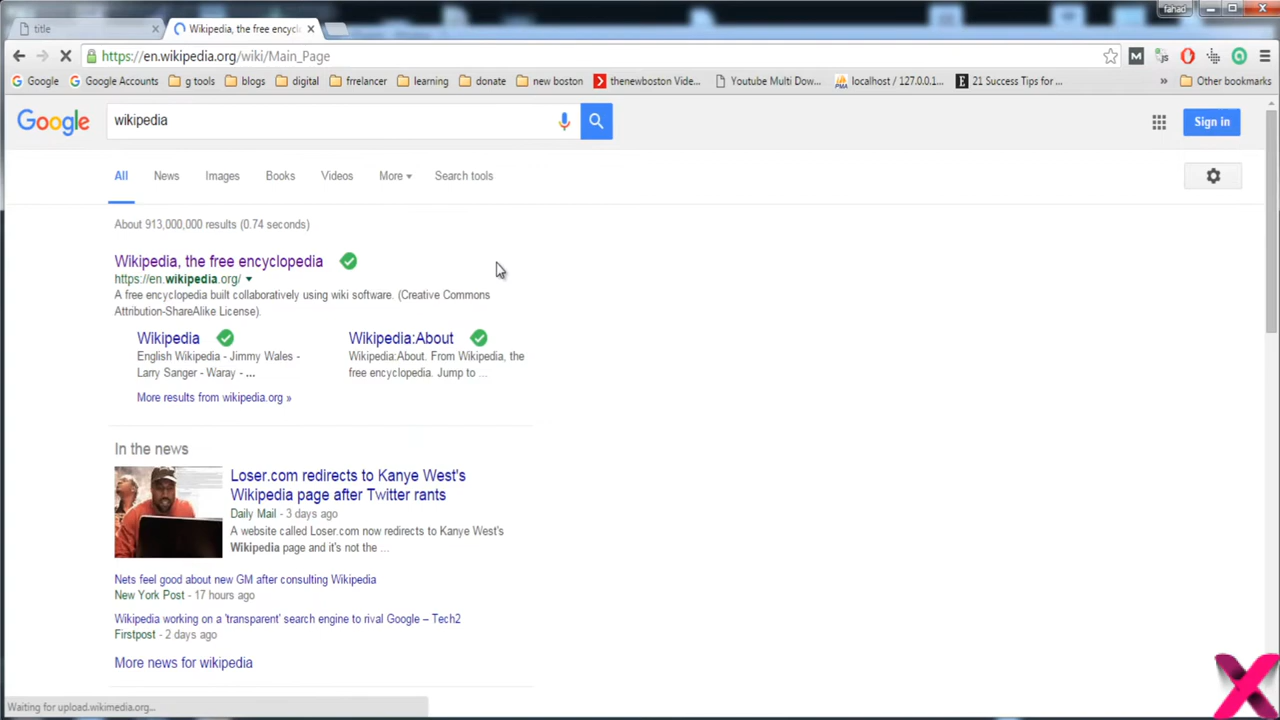 fahad
title
Wikipedia, the free encycl
https://en.wikipedia.org/wiki/Main_Page
Google
Google Accounts
g tools
blogs
digital
frrelancer
learning
donate
new boston
thenewboston Vide...
Youtube Multi Dow...
localhost / 127.0.0.1...
21 Success Tips for ...
»
Other bookmarks
Google
wikipedia
Sign in
All
News
Images
Books
Videos
More
Search tools
About 913,000,000 results (0.74 seconds)
Wikipedia, the free encyclopedia
https://en.wikipedia.org/
A free encyclopedia built collaboratively using wiki software. (Creative Commons
Attribution-ShareAlike License).
Wikipedia
English Wikipedia - Jimmy Wales -
Larry Sanger - Waray - ...
Wikipedia:About
Wikipedia:About. From Wikipedia, the
free encyclopedia. Jump to ...
More results from wikipedia.org »
In the news
Loser.com redirects to Kanye West's
Wikipedia page after Twitter rants
Daily Mail - 3 days ago
A website called Loser.com now redirects to Kanye West's
Wikipedia page and it's not the ...
Nets feel good about new GM after consulting Wikipedia
New York Post - 17 hours ago
Wikipedia working on a 'transparent' search engine to rival Google – Tech2
Firstpost - 2 days ago
More news for wikipedia
Waiting for upload.wikimedia.org...
X